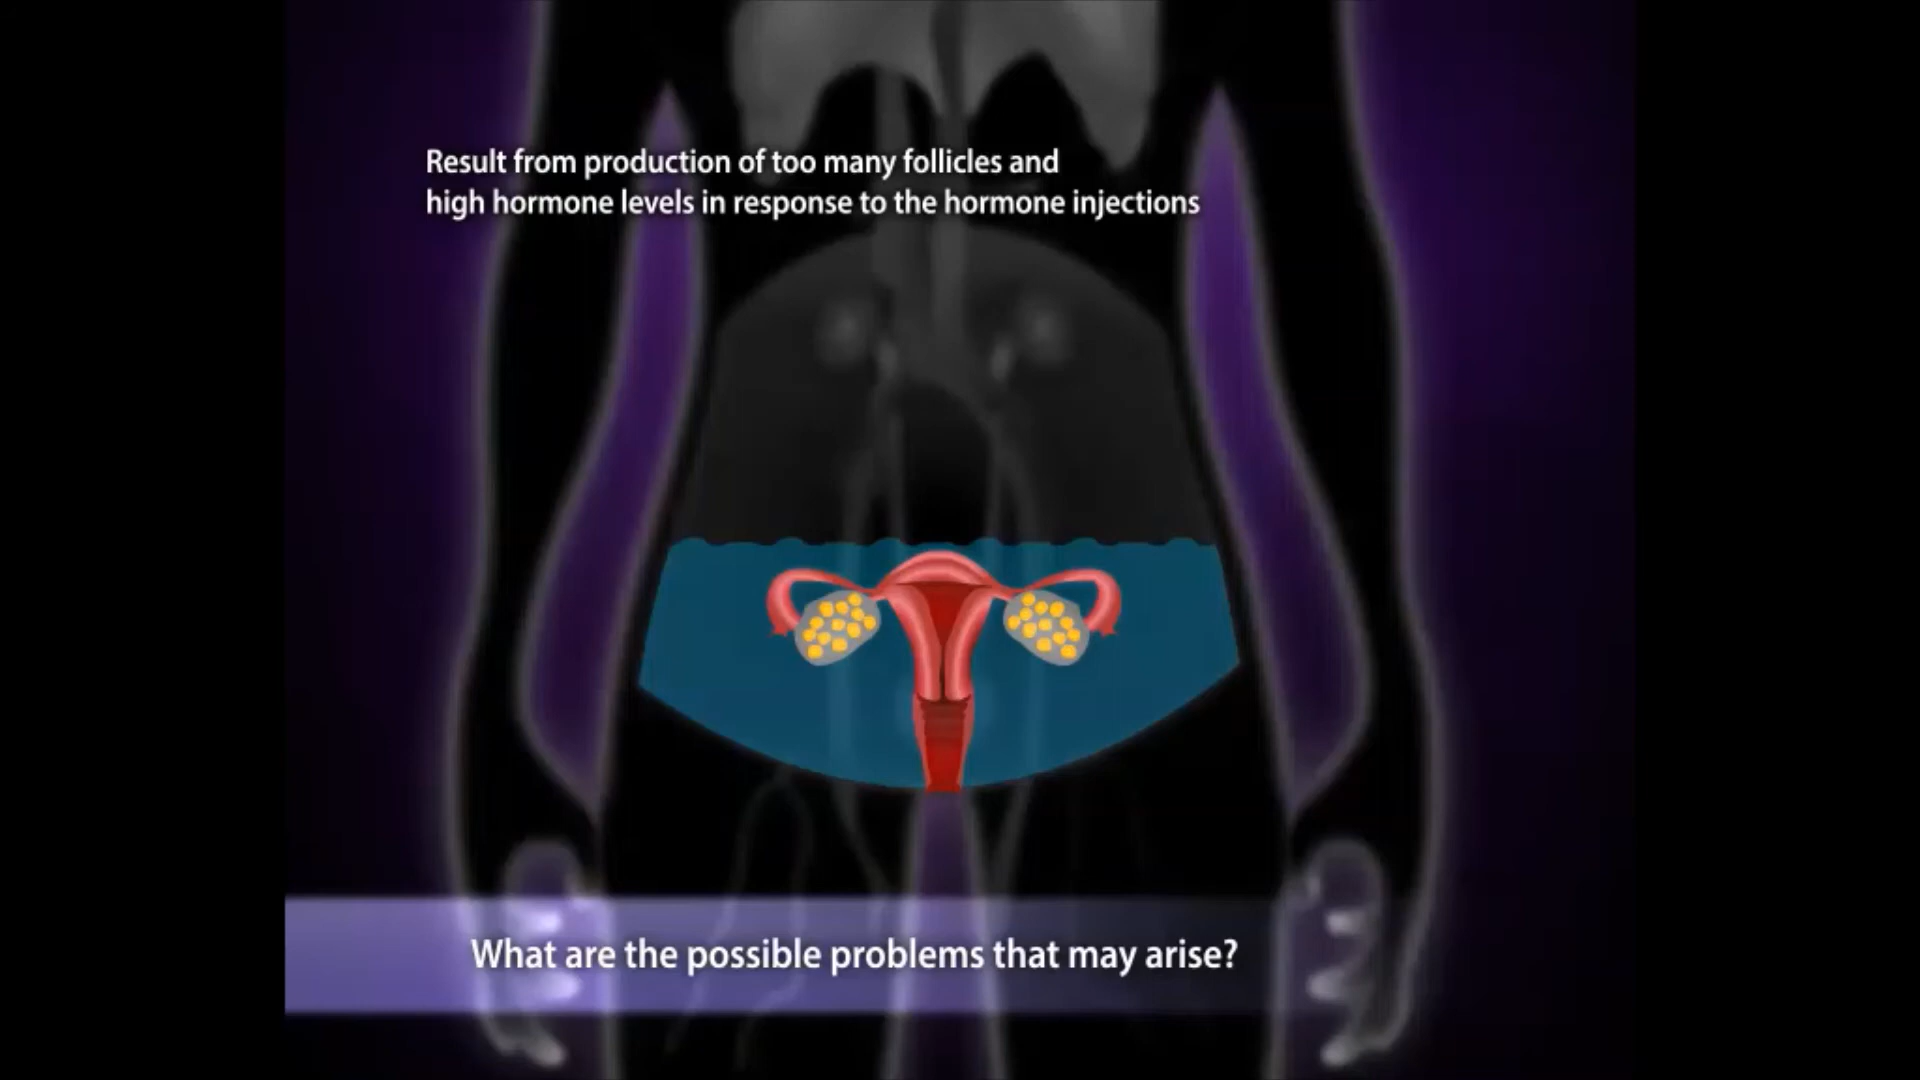 Result from production of too many follicles and
high hormone levels in response to the hormone injections
What are the possible problems that may arise?